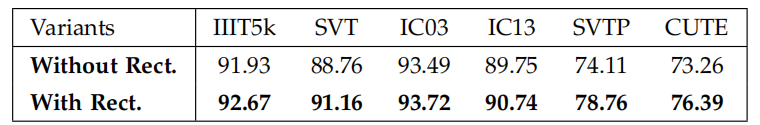 Variants IIIT5k SVT IC03 IC13 SVTP CUTE
Without Rect. 91.93 88.76 93.49 89.75 74.11 73.26
With Rect. 92.67 91.16 93.72 90.74 78.76 76.39